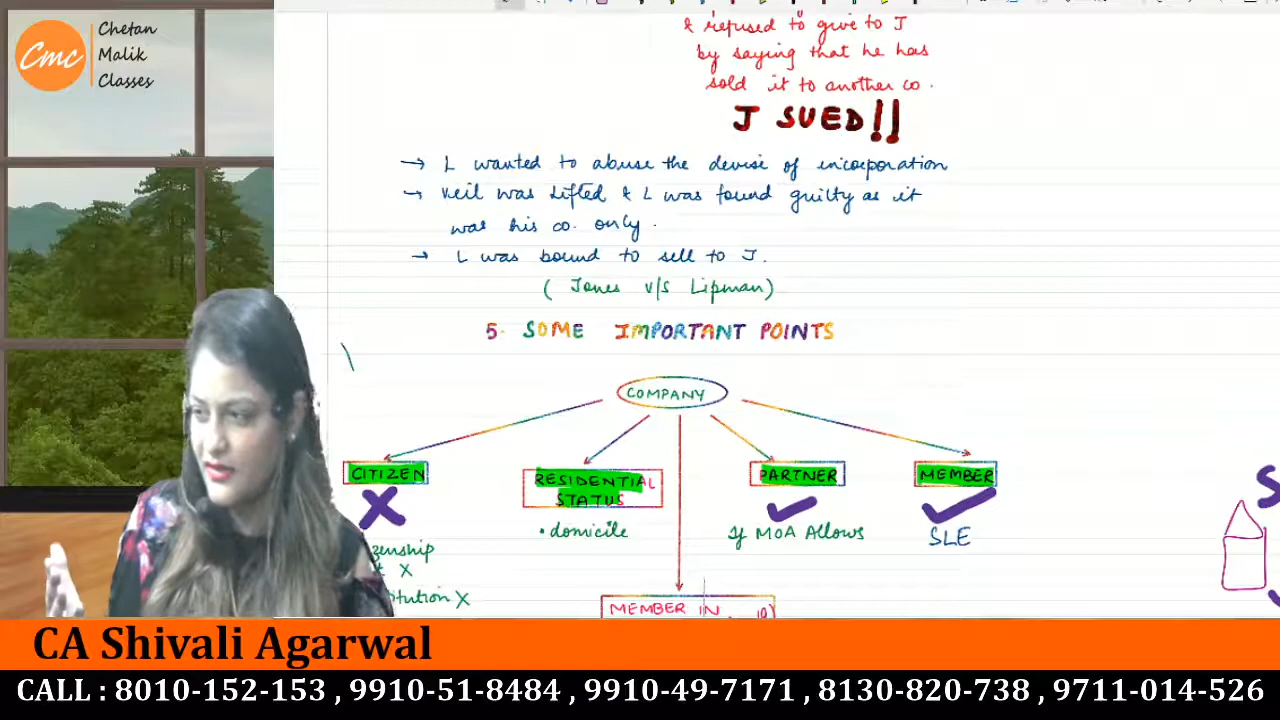 Chetan
Malik
Classes
Cmc
& refused to give to J
by saying that he has
sold it to another co.
J SUED!!
→ L wanted to abuse the devise of incorporation
→ Veil was lifted & L was found guilty as it
was his co. only.
→ L was bound to sell to J.
( Jones v/s Lipman)
5. SOME IMPORTANT POINTS
COMPANY
CITIZEN
RESIDENTIAL
STATUS
PARTNER
MEMBER
• domicile
If MOA Allows
SLE
zenship
X
itution X
MEMBER IN
CA Shivali Agarwal
CALL : 8010-152-153 , 9910-51-8484 , 9910-49-7171 , 8130-820-738 , 9711-014-526